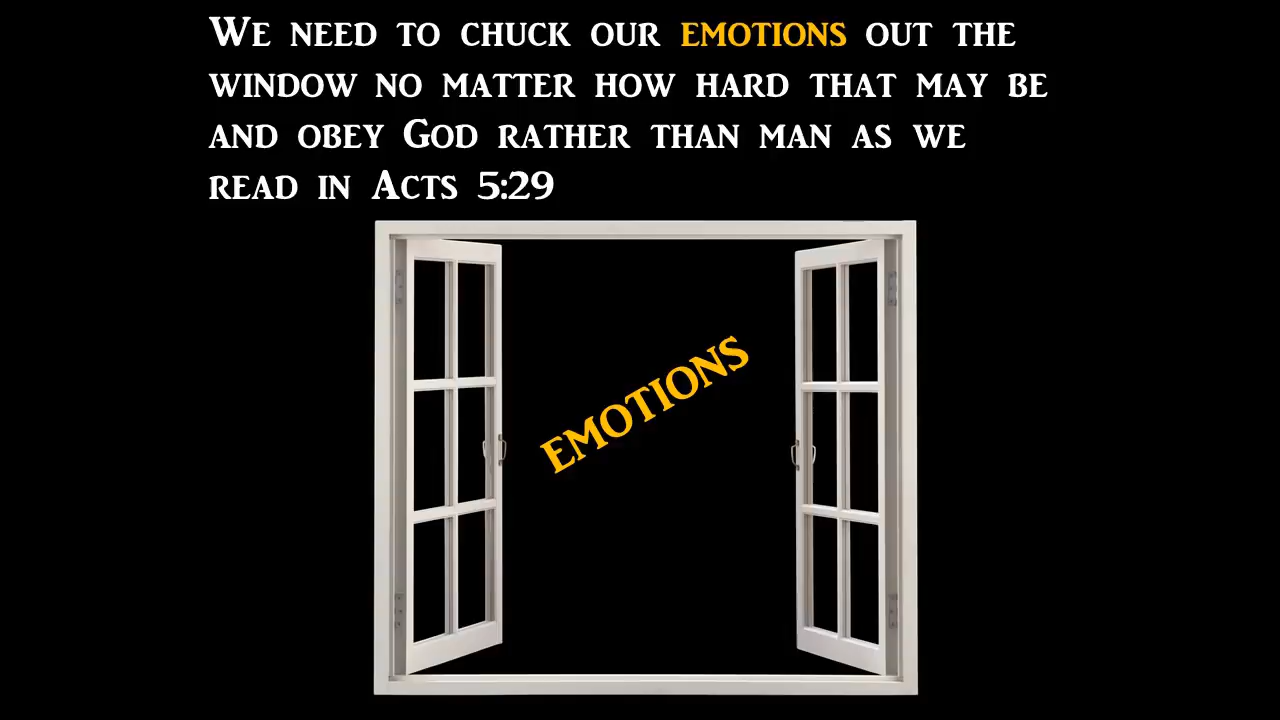 We need to chuck our emotions out the
window no matter how hard that may be
and obey God rather than man as we
read in Acts 5:29
emotions